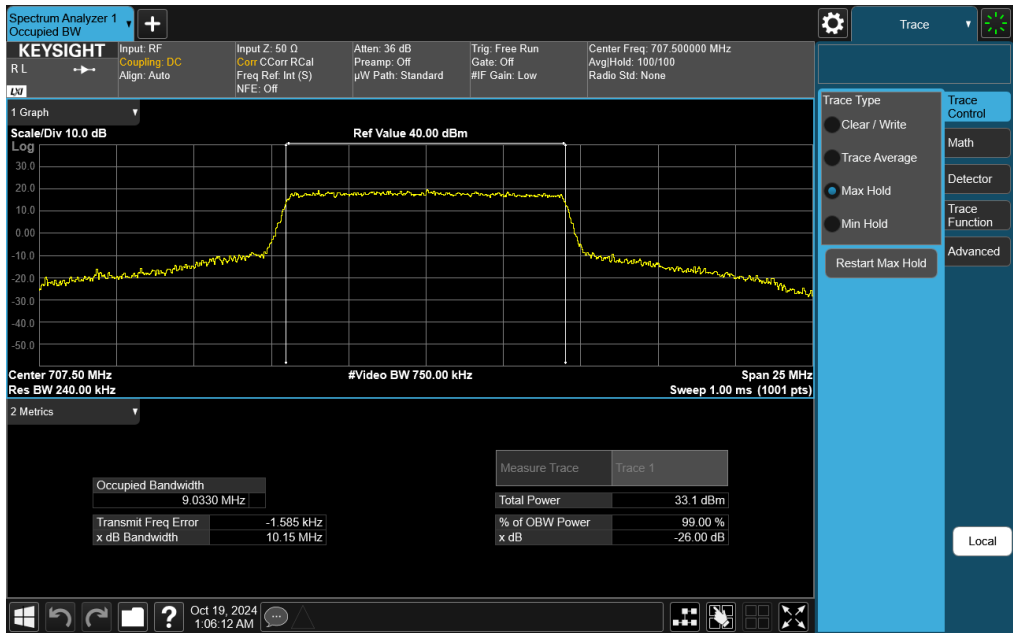 Spectrum Analyzer 1
Occupied BW
Trace
KEYSIGHT
R L
LXI
Input: RF
Coupling: DC
Align: Auto
Input Z: 50 Ω
Corr CCorr RCal
Freq Ref: Int (S)
NFE: Off
Atten: 36 dB
Preamp: Off
µW Path: Standard
Trig: Free Run
Gate: Off
#IF Gain: Low
Center Freq: 707.500000 MHz
Avg|Hold: 100/100
Radio Std: None
1 Graph
Scale/Div 10.0 dB
Ref Value 40.00 dBm
Log
30.0
20.0
10.0
0.00
-10.0
-20.0
-30.0
-40.0
-50.0
Center 707.50 MHz
#Video BW 750.00 kHz
Span 25 MHz
Res BW 240.00 kHz
Sweep 1.00 ms (1001 pts)
2 Metrics
Measure Trace
Trace 1
Occupied Bandwidth
9.0330 MHz
Total Power
33.1 dBm
Transmit Freq Error
-1.585 kHz
% of OBW Power
99.00 %
x dB Bandwidth
10.15 MHz
x dB
-26.00 dB
Trace Type
Clear / Write
Trace Average
Max Hold
Min Hold
Restart Max Hold
Trace
Control
Math
Detector
Trace
Function
Advanced
Local
?
Oct 19, 2024
1:06:12 AM